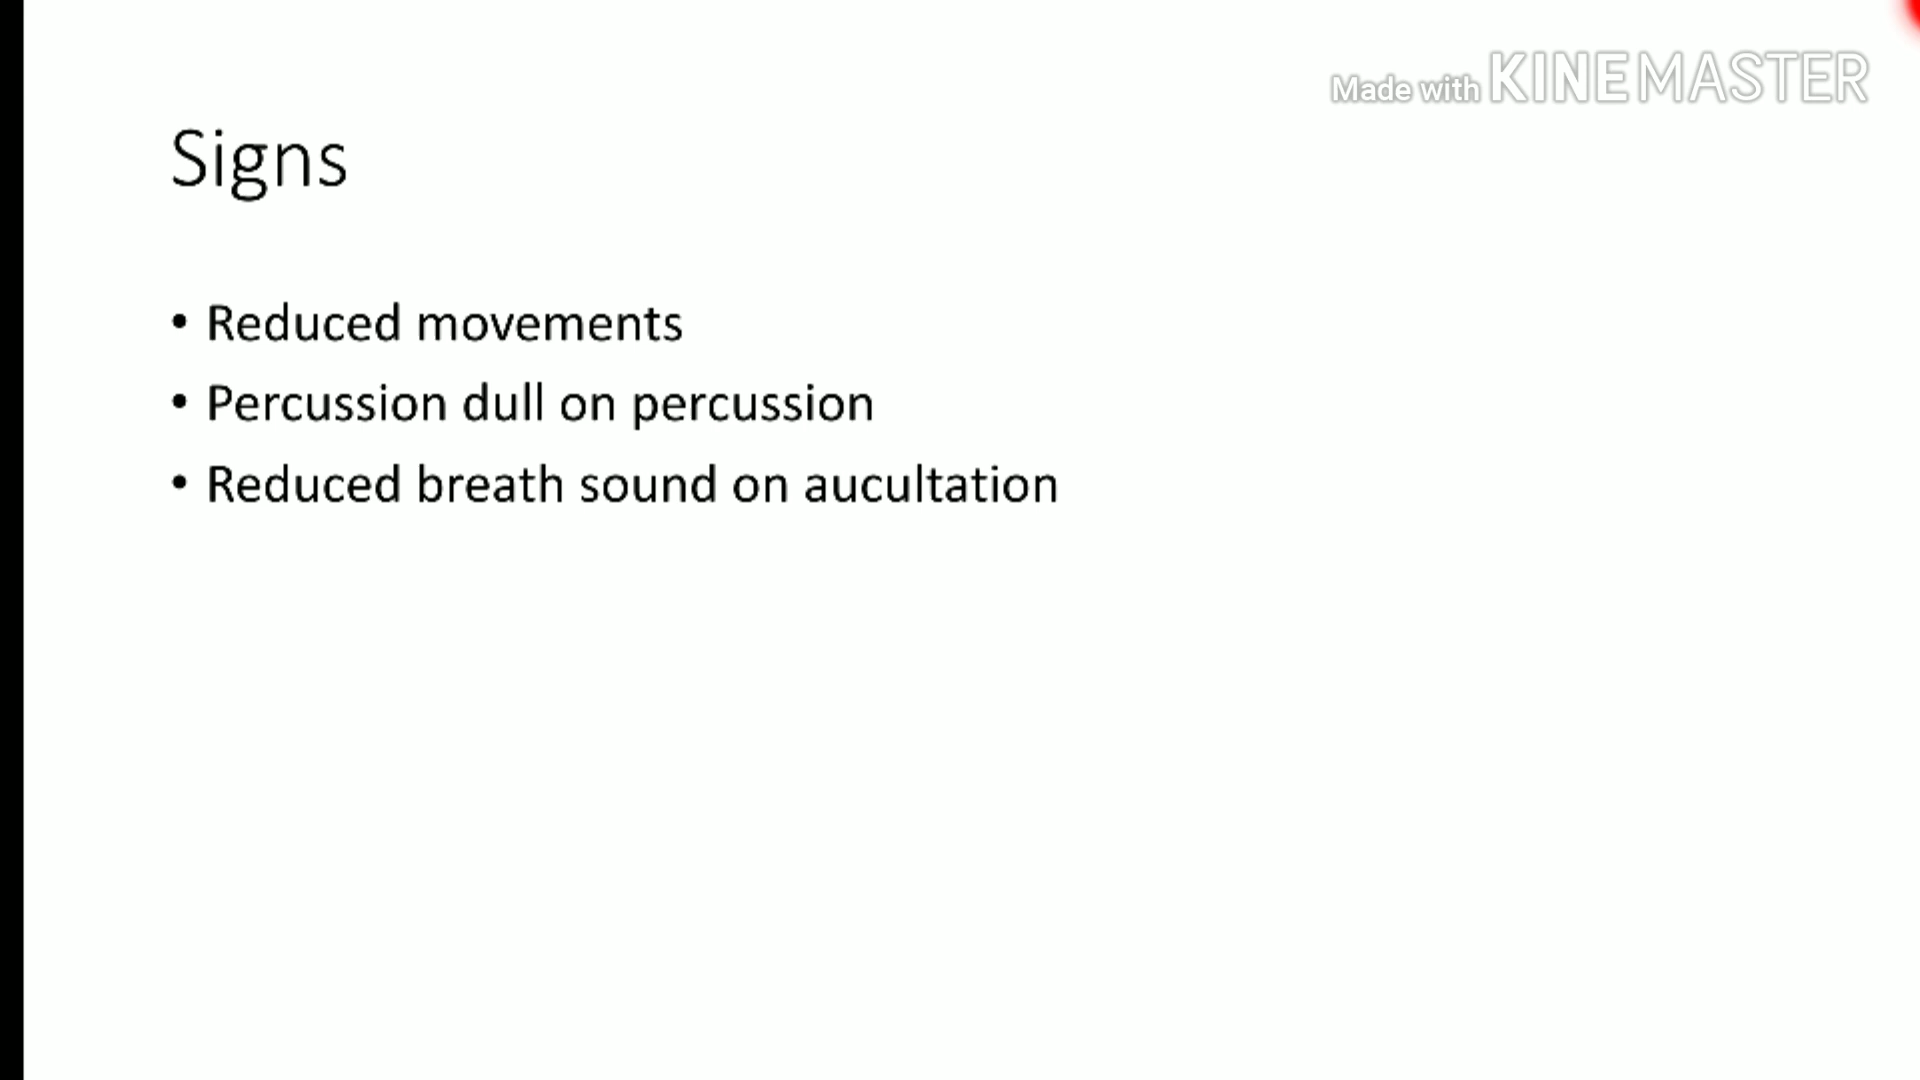 Made with KINEMASTER
Signs
• Reduced movements
• Percussion dull on percussion
• Reduced breath sound on aucultation